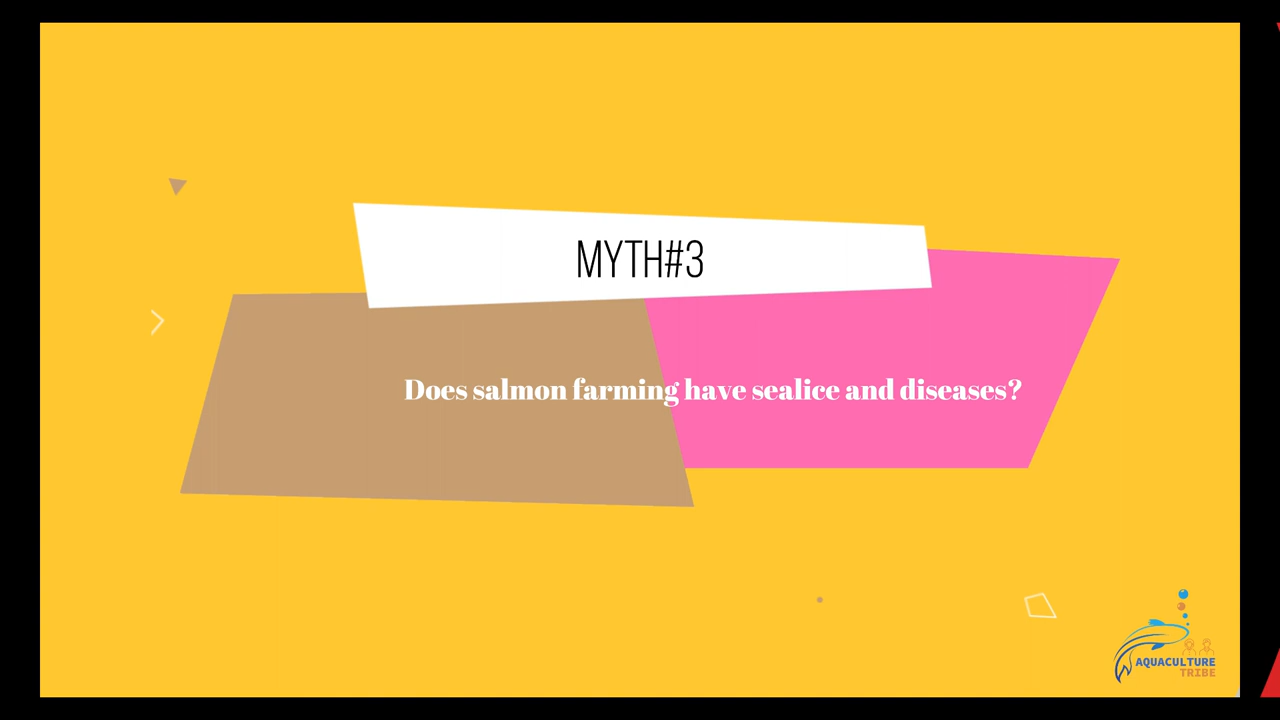 MYTH#3
Does salmon farming have sealice and diseases?
AQUACULTURE
TRIBE